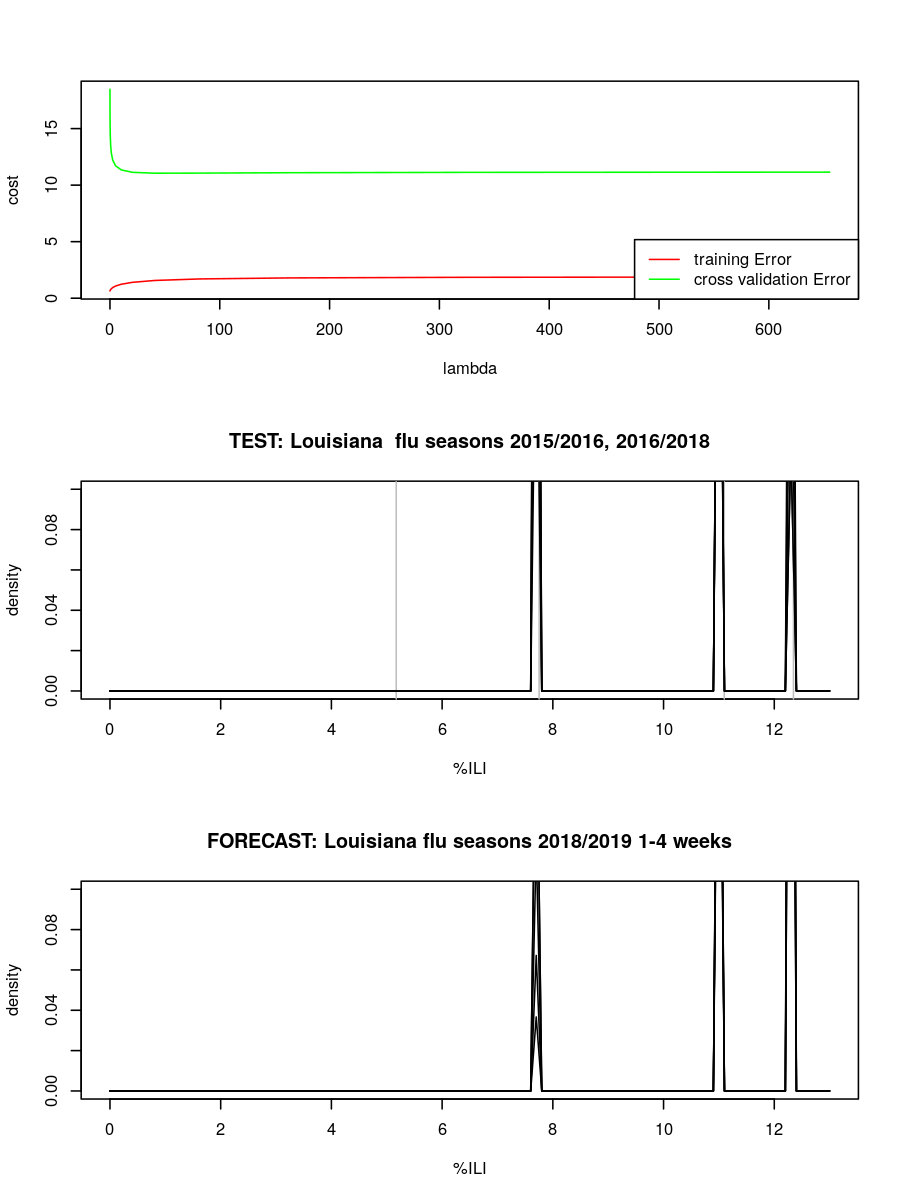 15
10
5
0
cost
training Error
cross validation Error
0 100 200 300 400 500 600
lambda
TEST: Louisiana  flu seasons 2015/2016, 2016/2018
0.08
0.04
0.00
density
0 2 4 6 8 10 12
%ILI
FORECAST: Louisiana flu seasons 2018/2019 1-4 weeks
0.08
0.04
0.00
density
0 2 4 6 8 10 12
%ILI